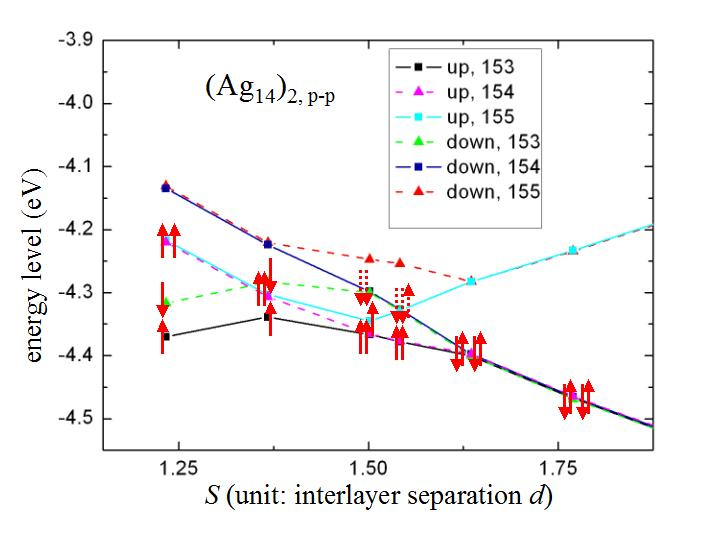 -3.9
-4.0
-4.1
-4.2
-4.3
-4.4
-4.5
energy level (eV)
(Ag14)2, p-p
up, 153
up, 154
up, 155
down, 153
down, 154
down, 155
1.25 1.50 1.75
S (unit: interlayer separation d)